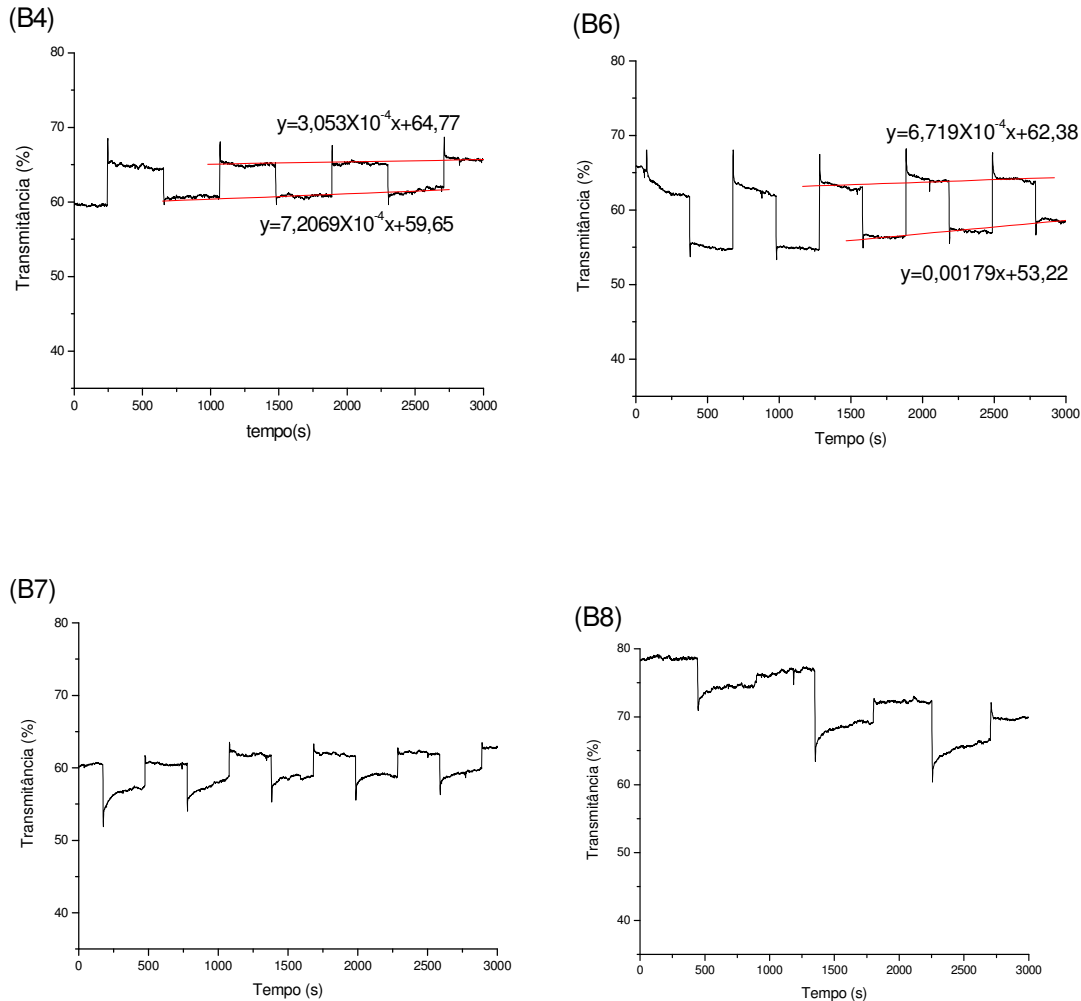 (B4)
80
70
60
50
40
Transmitância (%)
y=3,053X10⁻⁴x+64,77
y=7,2069X10⁻⁴x+59,65
0 500 1000 1500 2000 2500 3000
tempo(s)
(B6)
80
70
60
50
40
Transmitância (%)
y=6,719X10⁻⁴x+62,38
y=0,00179x+53,22
0 500 1000 1500 2000 2500 3000
Tempo (s)
(B7)
80
70
60
50
40
Transmitância (%)
0 500 1000 1500 2000 2500 3000
Tempo (s)
(B8)
80
70
60
50
40
Transmitância (%)
0 500 1000 1500 2000 2500 3000
Tempo (s)